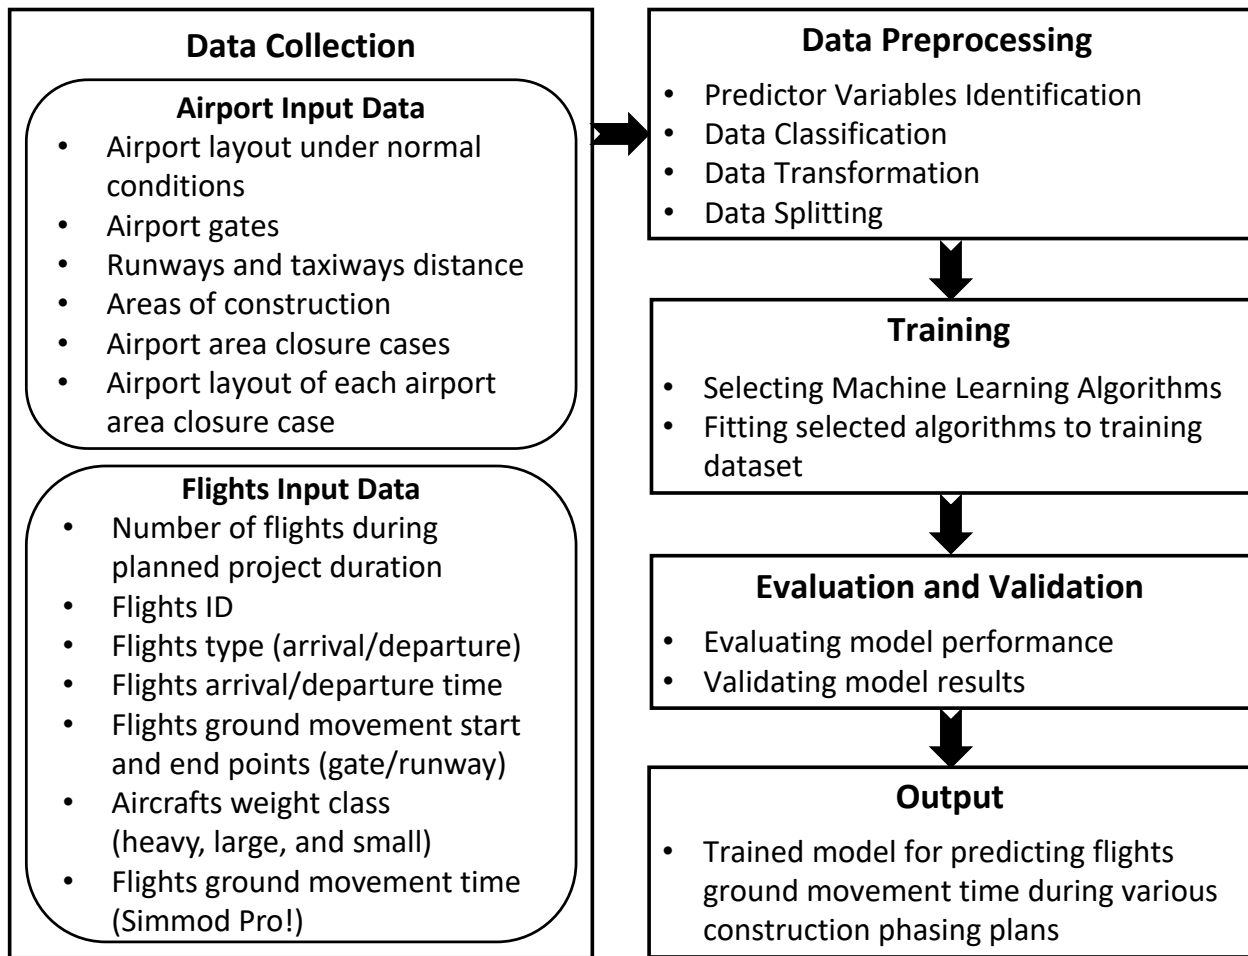 Data Collection
Airport Input Data
• Airport layout under normal
conditions
• Airport gates
• Runways and taxiways distance
• Areas of construction
• Airport area closure cases
• Airport layout of each airport
area closure case
Flights Input Data
• Number of flights during
planned project duration
• Flights ID
• Flights type (arrival/departure)
• Flights arrival/departure time
• Flights ground movement start
and end points (gate/runway)
• Aircrafts weight class
(heavy, large, and small)
• Flights ground movement time
(Simmod Pro!)
Data Preprocessing
• Predictor Variables Identification
• Data Classification
• Data Transformation
• Data Splitting
Training
• Selecting Machine Learning Algorithms
• Fitting selected algorithms to training
dataset
Evaluation and Validation
• Evaluating model performance
• Validating model results
Output
• Trained model for predicting flights
ground movement time during various
construction phasing plans